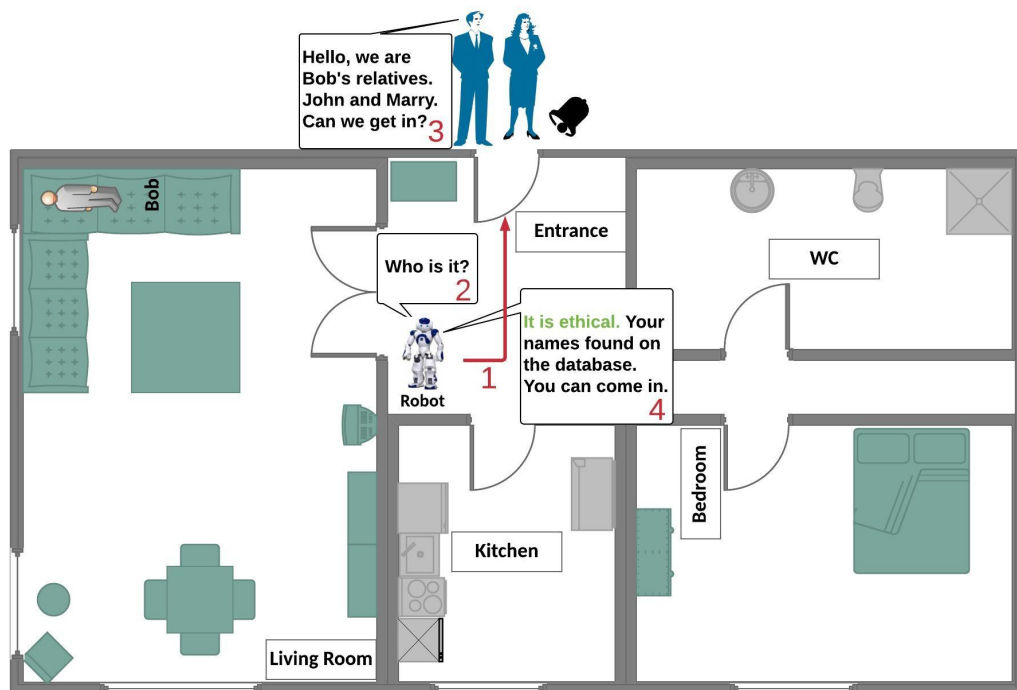 Hello, we are
Bob's relatives.
John and Marry.
Can we get in?
3
Bob
Entrance
WC
Who is it?
2
It is ethical. Your
names found on
the database.
You can come in.
4
1
Robot
Bedroom
Kitchen
Living Room